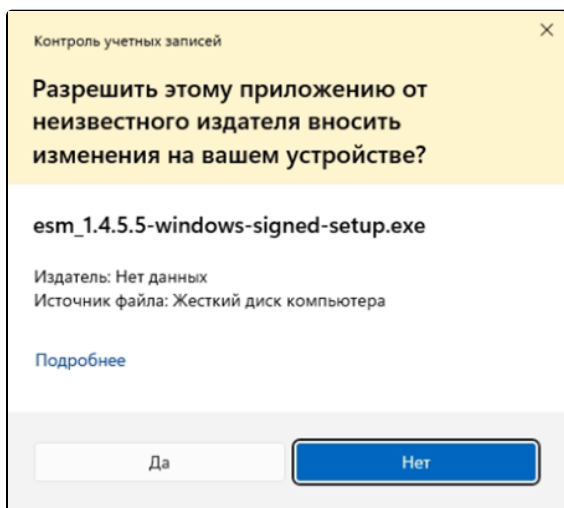 Контроль учетных записей
Разрешить этому приложению от
неизвестного издателя вносить
изменения на вашем устройстве?
esm_1.4.5.5-windows-signed-setup.exe
Издатель: Нет данных
Источник файла: Жесткий диск компьютера
Подробнее
Да
Нет